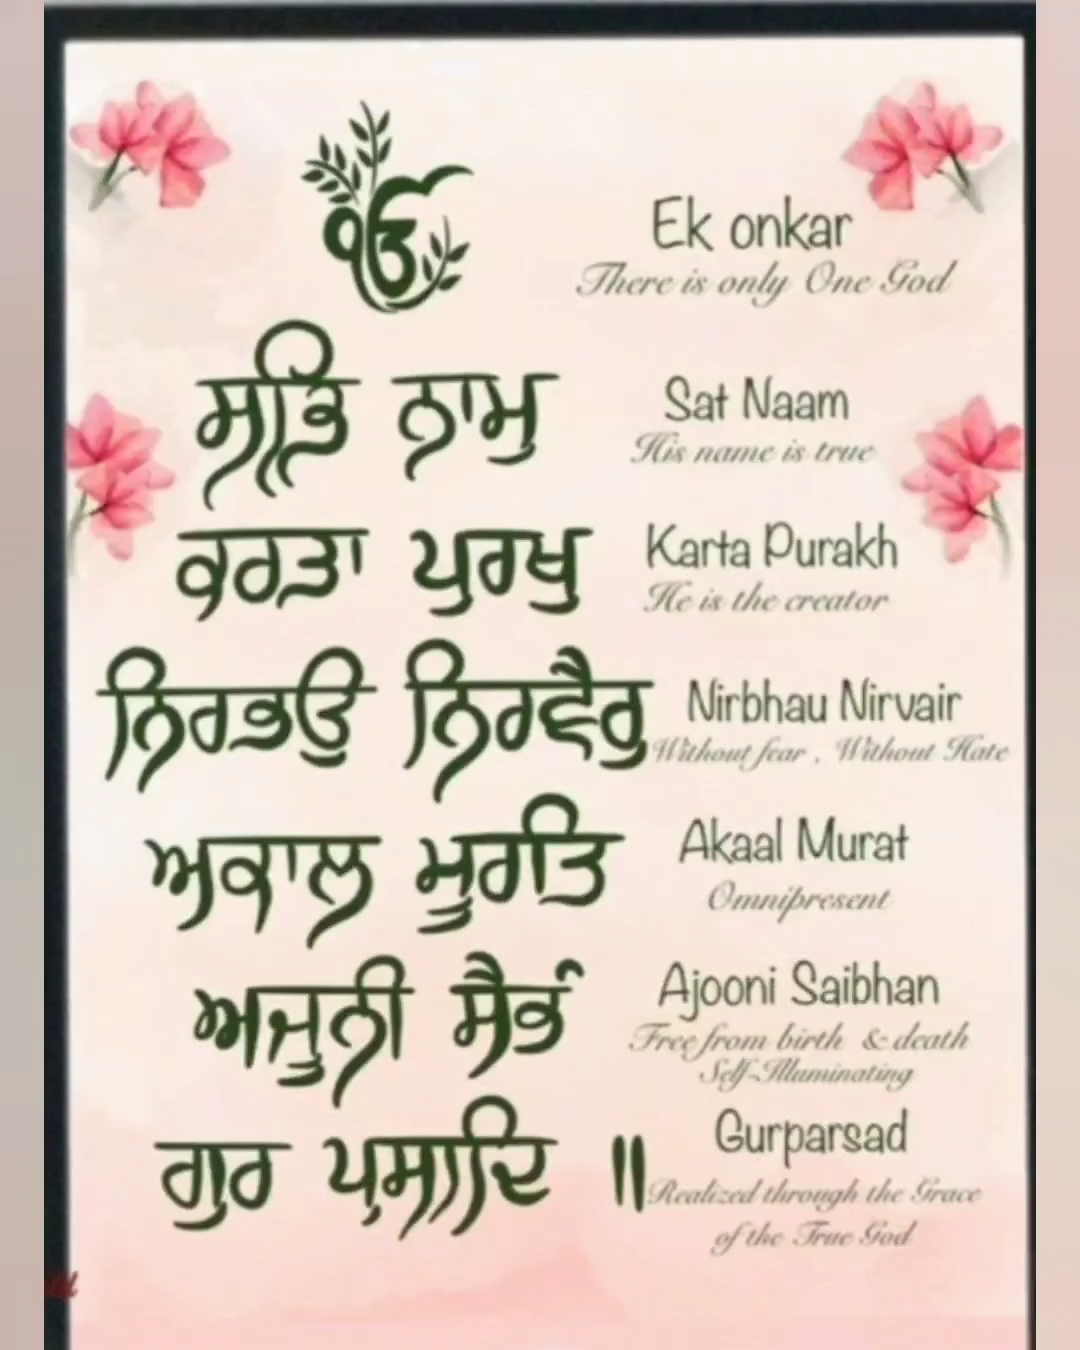 ੴ
Ek onkar
There is only One God
ਸਤਿ ਨਾਮੁ
Sat Naam
His name is true
ਕਰਤਾ ਪੁਰਖੁ
Karta Purakh
He is the creator
ਨਿਰਭਉ ਨਿਰਵੈਰੁ
Nirbhau Nirvair
Without fear , Without Hate
ਅਕਾਲ ਮੂਰਤਿ
Akaal Murat
Omnipresent
ਅਜੂਨੀ ਸੈਭੰ
Ajooni Saibhan
Free from birth & death
Self-Illuminating
ਗੁਰ ਪ੍ਰਸਾਦਿ ॥
Gurparsad
Realized through the Grace
of the True God